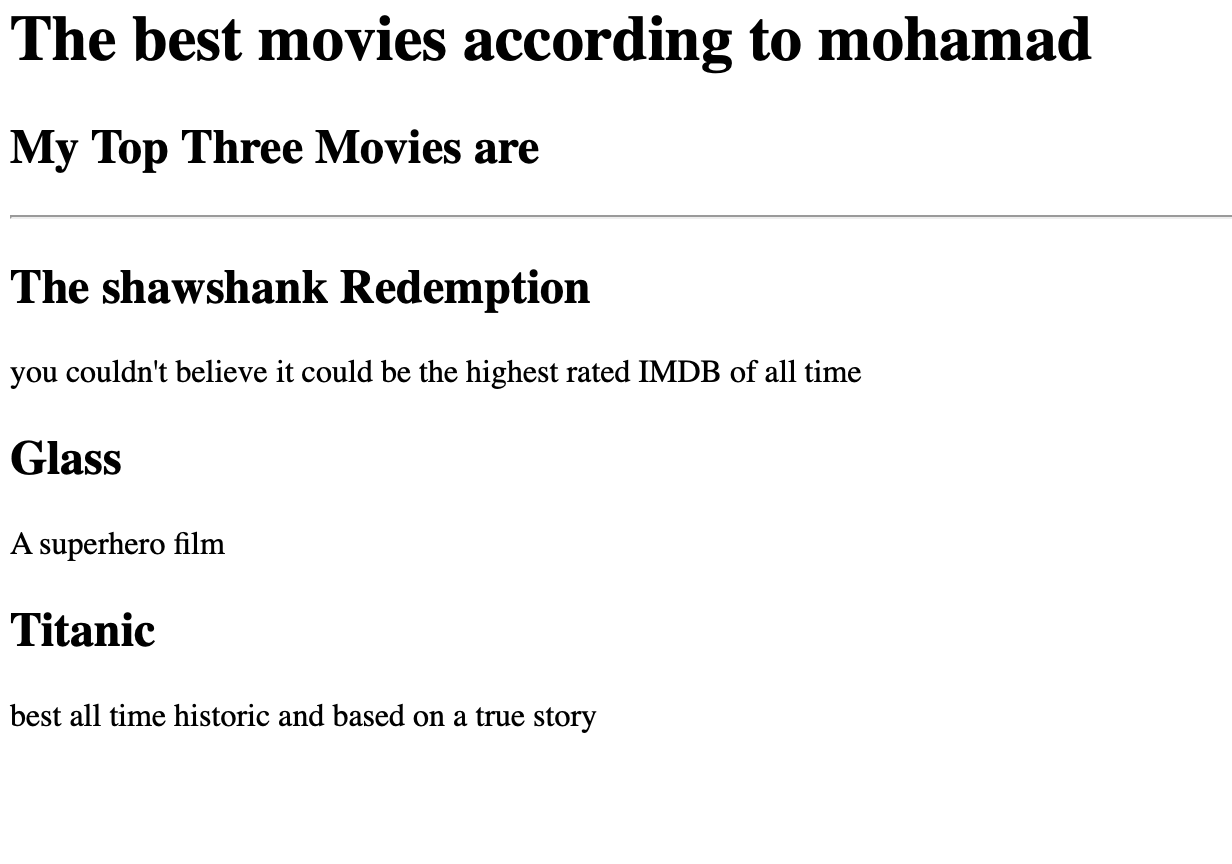 The best movies according to mohamad
My Top Three Movies are
The shawshank Redemption
you couldn't believe it could be the highest rated IMDB of all time
Glass
A superhero film
Titanic
best all time historic and based on a true story